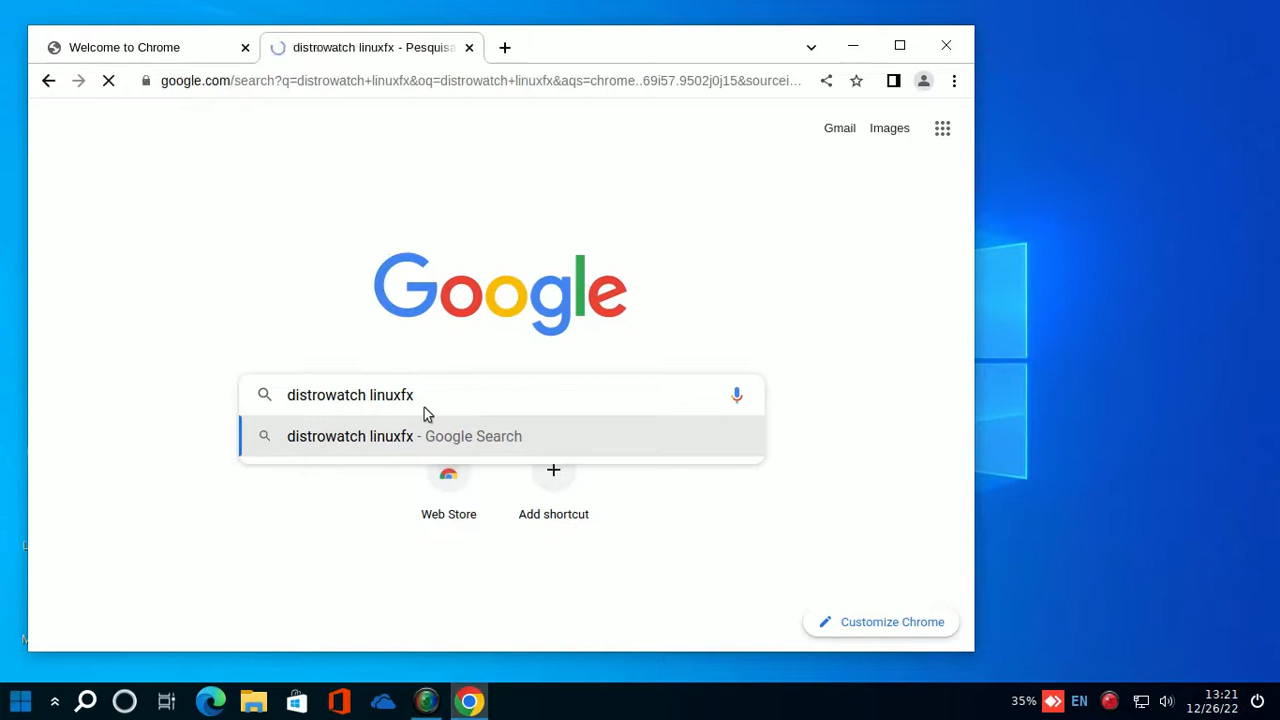 Welcome to Chrome
distrowatch linuxfx - Pesquisa
google.com/search?q=distrowatch+linuxfx&oq=distrowatch+linuxfx&aqs=chrome..69i57.9502j0j15&sourcei...
Gmail
Images
Google
distrowatch linuxfx
distrowatch linuxfx - Google Search
Web Store
Add shortcut
Customize Chrome
35%
EN
13:21
12/26/22